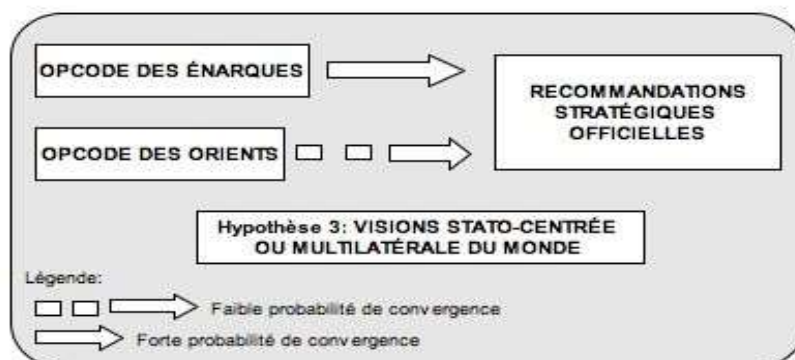 OPCODE DES ÉNARQUES
RECOMMANDATIONS
STRATÉGIQUES
OFFICIELLES
OPCODE DES ORIENTS
Hypothèse 3: VISIONS STATO-CENTRÉE
OU MULTILATÉRALE DU MONDE
Légende:
Faible probabilité de convergence
Forte probabilité de convergence